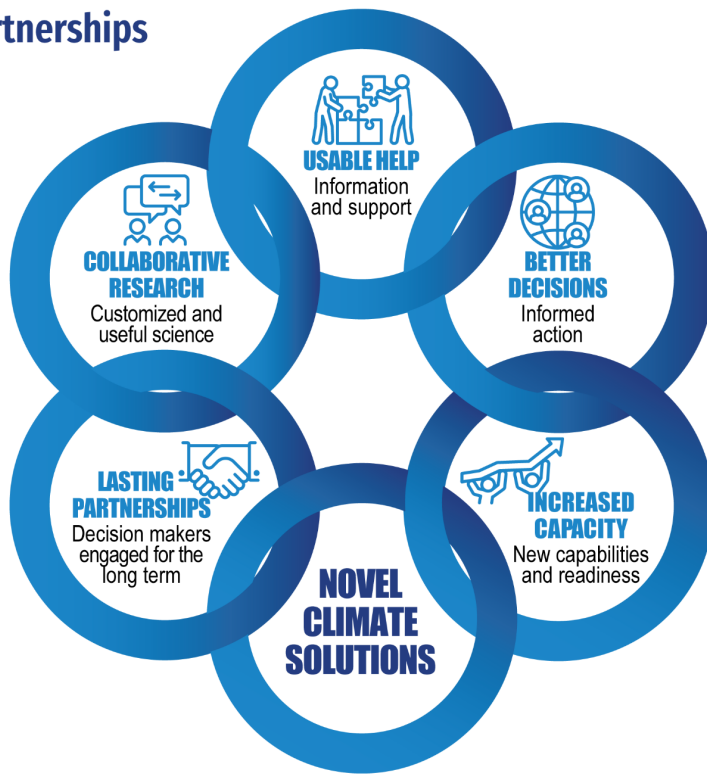 rtnerships
USABLE HELP
Information
and support
COLLABORATIVE
RESEARCH
Customized and
useful science
BETTER
DECISIONS
Informed
action
LASTING
PARTNERSHIPS
Decision makers
engaged for the
long term
INCREASED
CAPACITY
New capabilities
and readiness
NOVEL
CLIMATE
SOLUTIONS